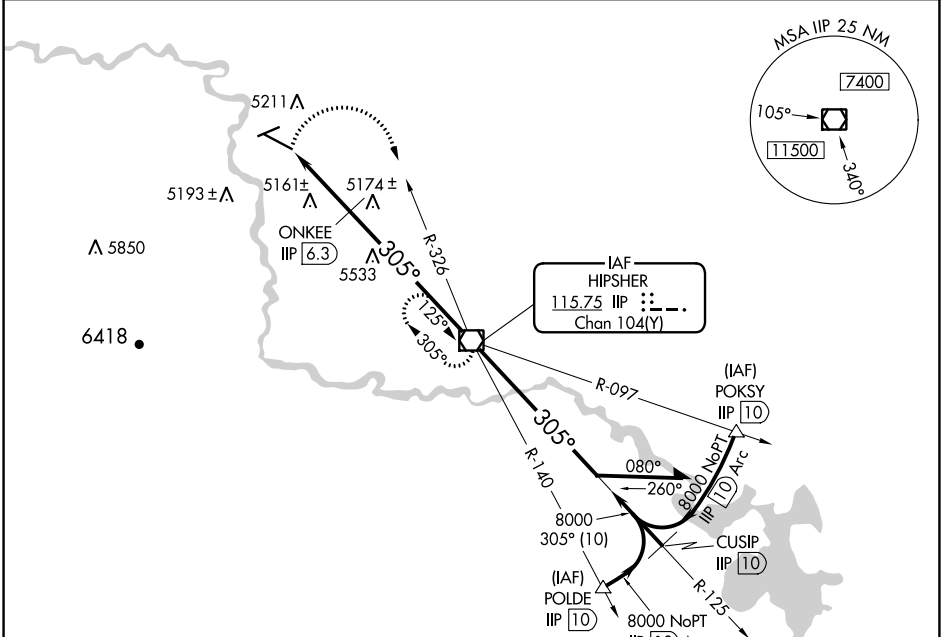 MSA IIP 25 NM
7400
105°
11500
340°
5211
5193 ±
5161±
5174 ±
ONKEE
IIP 6.3
5850
5533
305°
R-326
6418
125°
305°
IAF
HIPSHER
115.75 IIP
Chan 104(Y)
R-097
(IAF)
POKSY
IIP 10
305°
R-140
080°
260°
8000 NoPT
IIP 10 Arc
8000
305° (10)
CUSIP
IIP 10
(IAF)
POLDE
IIP 10
R-125
8000 NoPT